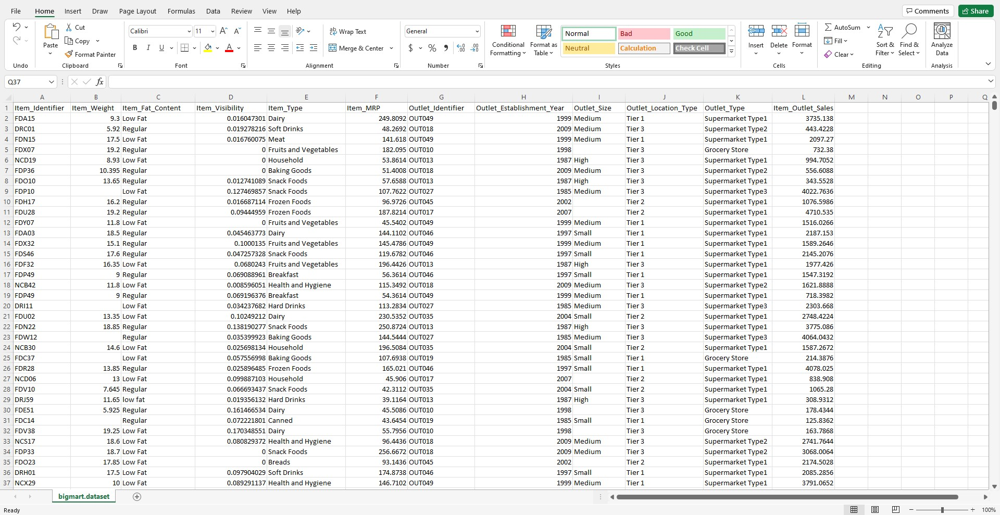 File Home Insert Draw Page Layout Formulas Data Review View Help Comments Share
Cut Calibri 11 Wrap Text General Normal Bad Good AutoSum
Paste Copy Conditional Formatting Format as Table Insert Delete Format Fill Sort & Filter Find & Select Analyze Data
Format Painter B I U Merge & Center $ % Neutral Calculation Check Cell Clear
Undo Clipboard Font Alignment Number Styles Cells Editing Analysis
Q37 fx
A B C D E F G H I J K L M N O P Q
1 Item_Identifier Item_Weight Item_Fat_Content Item_Visibility Item_Type Item_MRP Outlet_Identifier Outlet_Establishment_Year Outlet_Size Outlet_Location_Type Outlet_Type Item_Outlet_Sales
2 FDA15 9.3 Low Fat 0.016047301 Dairy 249.8092 OUT049 1999 Medium Tier 1 Supermarket Type1 3735.138
3 DRC01 5.92 Regular 0.019278216 Soft Drinks 48.2692 OUT018 2009 Medium Tier 3 Supermarket Type2 443.4228
4 FDN15 17.5 Low Fat 0.016760075 Meat 141.618 OUT049 1999 Medium Tier 1 Supermarket Type1 2097.27
5 FDX07 19.2 Regular 0 Fruits and Vegetables 182.095 OUT010 1998 Tier 3 Grocery Store 732.38
6 NCD19 8.93 Low Fat 0 Household 53.8614 OUT013 1987 High Tier 3 Supermarket Type1 994.7052
7 FDP36 10.395 Regular 0 Baking Goods 51.4008 OUT018 2009 Medium Tier 3 Supermarket Type2 556.6088
8 FDO10 13.65 Regular 0.012741089 Snack Foods 57.6588 OUT013 1987 High Tier 3 Supermarket Type1 343.5528
9 FDP10 Low Fat 0.127469857 Snack Foods 107.7622 OUT027 1985 Medium Tier 3 Supermarket Type3 4022.7636
10 FDH17 16.2 Regular 0.016687114 Frozen Foods 96.9726 OUT045 2002 Tier 2 Supermarket Type1 1076.5986
11 FDU28 19.2 Regular 0.09444959 Frozen Foods 187.8214 OUT017 2007 Tier 2 Supermarket Type1 4710.535
12 FDY07 11.8 Low Fat 0 Fruits and Vegetables 45.5402 OUT049 1999 Medium Tier 1 Supermarket Type1 1516.0266
13 FDA03 18.5 Regular 0.045463773 Dairy 144.1102 OUT046 1997 Small Tier 1 Supermarket Type1 2187.153
14 FDX32 15.1 Regular 0.1000135 Fruits and Vegetables 145.4786 OUT049 1999 Medium Tier 1 Supermarket Type1 1589.2646
15 FDS46 17.6 Regular 0.047257328 Snack Foods 119.6782 OUT046 1997 Small Tier 1 Supermarket Type1 2145.2076
16 FDF32 16.35 Low Fat 0.0680243 Fruits and Vegetables 196.4426 OUT013 1987 High Tier 3 Supermarket Type1 1977.426
17 FDP49 9 Regular 0.069088961 Breakfast 56.3614 OUT046 1997 Small Tier 1 Supermarket Type1 1547.3192
18 NCB42 11.8 Low Fat 0.008596051 Health and Hygiene 115.3492 OUT018 2009 Medium Tier 3 Supermarket Type2 1621.8888
19 FDP49 9 Regular 0.069196376 Breakfast 54.3614 OUT049 1999 Medium Tier 1 Supermarket Type1 718.3982
20 DRI11 Low Fat 0.034237682 Hard Drinks 113.2834 OUT027 1985 Medium Tier 3 Supermarket Type3 2303.668
21 FDU02 13.35 Low Fat 0.10249212 Dairy 230.5352 OUT035 2004 Small Tier 2 Supermarket Type1 2748.4224
22 FDN22 18.85 Regular 0.138190277 Snack Foods 250.8724 OUT013 1987 High Tier 3 Supermarket Type1 3775.086
23 FDW12 Regular 0.035399923 Baking Goods 144.5444 OUT027 1985 Medium Tier 3 Supermarket Type3 4064.0432
24 NCB30 14.6 Low Fat 0.025698134 Household 196.5084 OUT035 2004 Small Tier 2 Supermarket Type1 1587.2672
25 FDC37 Low Fat 0.057556998 Baking Goods 107.6938 OUT019 1985 Small Tier 1 Grocery Store 214.3876
26 FDR28 13.85 Regular 0.025896485 Frozen Foods 165.021 OUT046 1997 Small Tier 1 Supermarket Type1 4078.025
27 NCD06 13 Low Fat 0.099887103 Household 45.906 OUT017 2007 Tier 2 Supermarket Type1 838.908
28 FDV10 7.645 Regular 0.066693437 Snack Foods 42.3112 OUT035 2004 Small Tier 2 Supermarket Type1 1065.28
29 DRJ59 11.65 low fat 0.019356132 Hard Drinks 39.1164 OUT013 1987 High Tier 3 Supermarket Type1 308.9312
30 FDE51 5.925 Regular 0.161466534 Dairy 45.5086 OUT010 1998 Tier 3 Grocery Store 178.4344
31 FDC14 Regular 0.072221801 Canned 43.6454 OUT019 1985 Small Tier 1 Grocery Store 125.8362
32 FDV38 19.25 Low Fat 0.170348551 Dairy 55.7956 OUT010 1998 Tier 3 Grocery Store 163.7868
33 NCS17 18.6 Low Fat 0.080829372 Health and Hygiene 96.4436 OUT018 2009 Medium Tier 3 Supermarket Type2 2741.7644
34 FDP33 18.7 Low Fat 0 Snack Foods 256.6672 OUT018 2009 Medium Tier 3 Supermarket Type2 3068.0064
35 FDO23 17.85 Low Fat 0 Breads 93.1436 OUT045 2002 Tier 2 Supermarket Type1 2174.5028
36 DRH01 17.5 Low Fat 0.097904029 Soft Drinks 174.8738 OUT046 1997 Small Tier 1 Supermarket Type1 2085.2856
37 NCX29 10 Low Fat 0.089291137 Health and Hygiene 146.7102 OUT049 1999 Medium Tier 1 Supermarket Type1 3791.0652
bigmart.dataset
Ready 100%